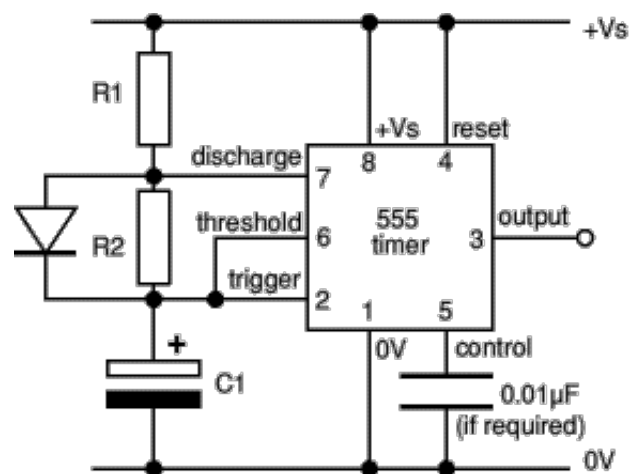 +Vs
R1
+Vs
reset
discharge
7
8
4
threshold
6
555
timer
3
output
R2
trigger
2
1
5
+
0V
control
C1
0.01µF
(if required)
0V